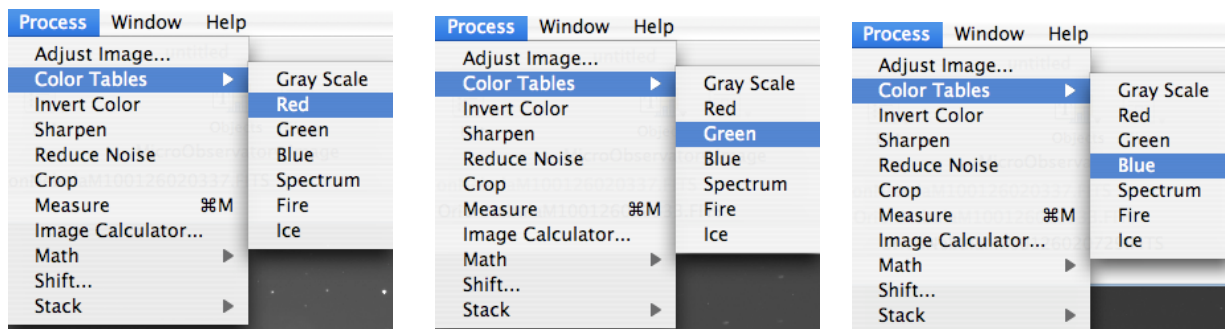 Process Window Help
Adjust Image...
Color Tables
Invert Color
Sharpen
Reduce Noise
Crop
Measure ⌘M
Image Calculator...
Math
Shift...
Stack
Gray Scale
Red
Green
Blue
Spectrum
Fire
Ice
Process Window Help
Adjust Image...
Color Tables
Invert Color
Sharpen
Reduce Noise
Crop
Measure ⌘M
Image Calculator...
Math
Shift...
Stack
Gray Scale
Red
Green
Blue
Spectrum
Fire
Ice
Process Window Help
Adjust Image...
Color Tables
Invert Color
Sharpen
Reduce Noise
Crop
Measure ⌘M
Image Calculator...
Math
Shift...
Stack
Gray Scale
Red
Green
Blue
Spectrum
Fire
Ice